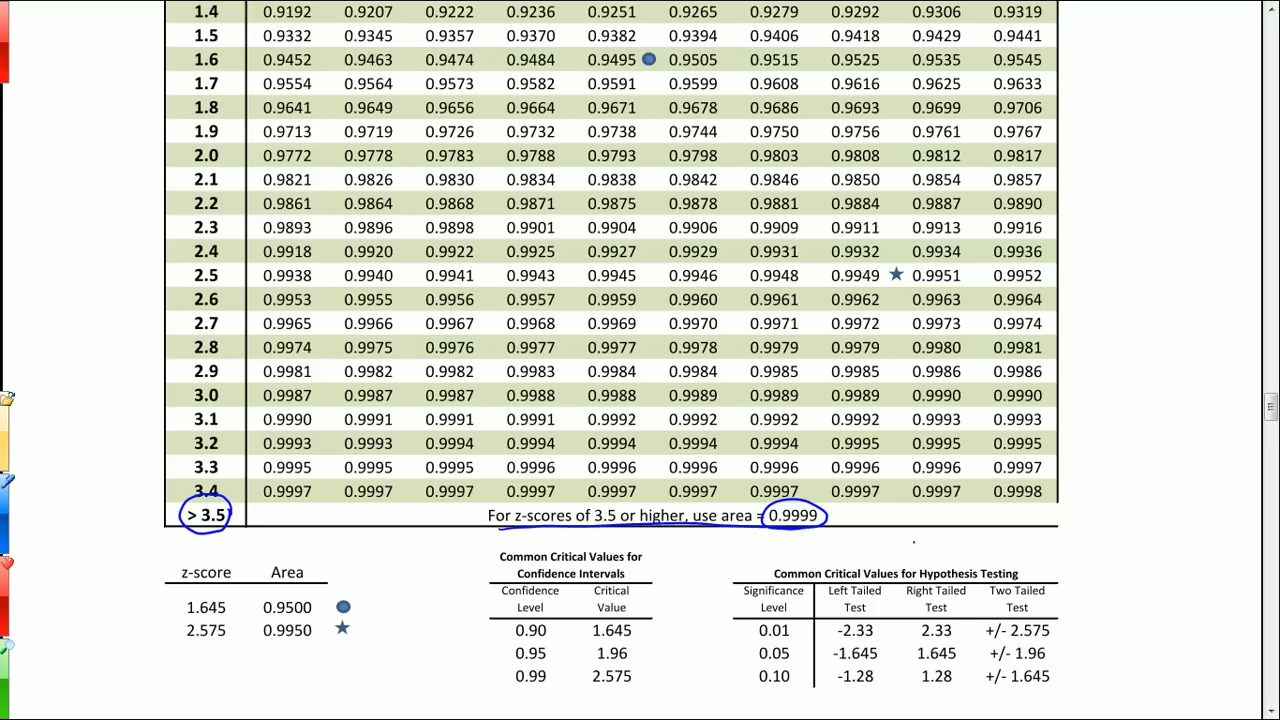 1.4 0.9192 0.9207 0.9222 0.9236 0.9251 0.9265 0.9279 0.9292 0.9306 0.9319
1.5 0.9332 0.9345 0.9357 0.9370 0.9382 0.9394 0.9406 0.9418 0.9429 0.9441
1.6 0.9452 0.9463 0.9474 0.9484 0.9495 0.9505 0.9515 0.9525 0.9535 0.9545
1.7 0.9554 0.9564 0.9573 0.9582 0.9591 0.9599 0.9608 0.9616 0.9625 0.9633
1.8 0.9641 0.9649 0.9656 0.9664 0.9671 0.9678 0.9686 0.9693 0.9699 0.9706
1.9 0.9713 0.9719 0.9726 0.9732 0.9738 0.9744 0.9750 0.9756 0.9761 0.9767
2.0 0.9772 0.9778 0.9783 0.9788 0.9793 0.9798 0.9803 0.9808 0.9812 0.9817
2.1 0.9821 0.9826 0.9830 0.9834 0.9838 0.9842 0.9846 0.9850 0.9854 0.9857
2.2 0.9861 0.9864 0.9868 0.9871 0.9875 0.9878 0.9881 0.9884 0.9887 0.9890
2.3 0.9893 0.9896 0.9898 0.9901 0.9904 0.9906 0.9909 0.9911 0.9913 0.9916
2.4 0.9918 0.9920 0.9922 0.9925 0.9927 0.9929 0.9931 0.9932 0.9934 0.9936
2.5 0.9938 0.9940 0.9941 0.9943 0.9945 0.9946 0.9948 0.9949 0.9951 0.9952
2.6 0.9953 0.9955 0.9956 0.9957 0.9959 0.9960 0.9961 0.9962 0.9963 0.9964
2.7 0.9965 0.9966 0.9967 0.9968 0.9969 0.9970 0.9971 0.9972 0.9973 0.9974
2.8 0.9974 0.9975 0.9976 0.9977 0.9977 0.9978 0.9979 0.9979 0.9980 0.9981
2.9 0.9981 0.9982 0.9982 0.9983 0.9984 0.9984 0.9985 0.9985 0.9986 0.9986
3.0 0.9987 0.9987 0.9987 0.9988 0.9988 0.9989 0.9989 0.9989 0.9990 0.9990
3.1 0.9990 0.9991 0.9991 0.9991 0.9992 0.9992 0.9992 0.9992 0.9993 0.9993
3.2 0.9993 0.9993 0.9994 0.9994 0.9994 0.9994 0.9994 0.9995 0.9995 0.9995
3.3 0.9995 0.9995 0.9995 0.9996 0.9996 0.9996 0.9996 0.9996 0.9996 0.9997
3.4 0.9997 0.9997 0.9997 0.9997 0.9997 0.9997 0.9997 0.9997 0.9997 0.9998
> 3.5 For z-scores of 3.5 or higher, use area = 0.9999
z-score Area
1.645 0.9500
2.575 0.9950
Common Critical Values for
Confidence Intervals
Confidence Critical
Level Value
0.90 1.645
0.95 1.96
0.99 2.575
Common Critical Values for Hypothesis Testing
Significance Left Tailed Right Tailed Two Tailed
Level Test Test Test
0.01 -2.33 2.33 +/- 2.575
0.05 -1.645 1.645 +/- 1.96
0.10 -1.28 1.28 +/- 1.645